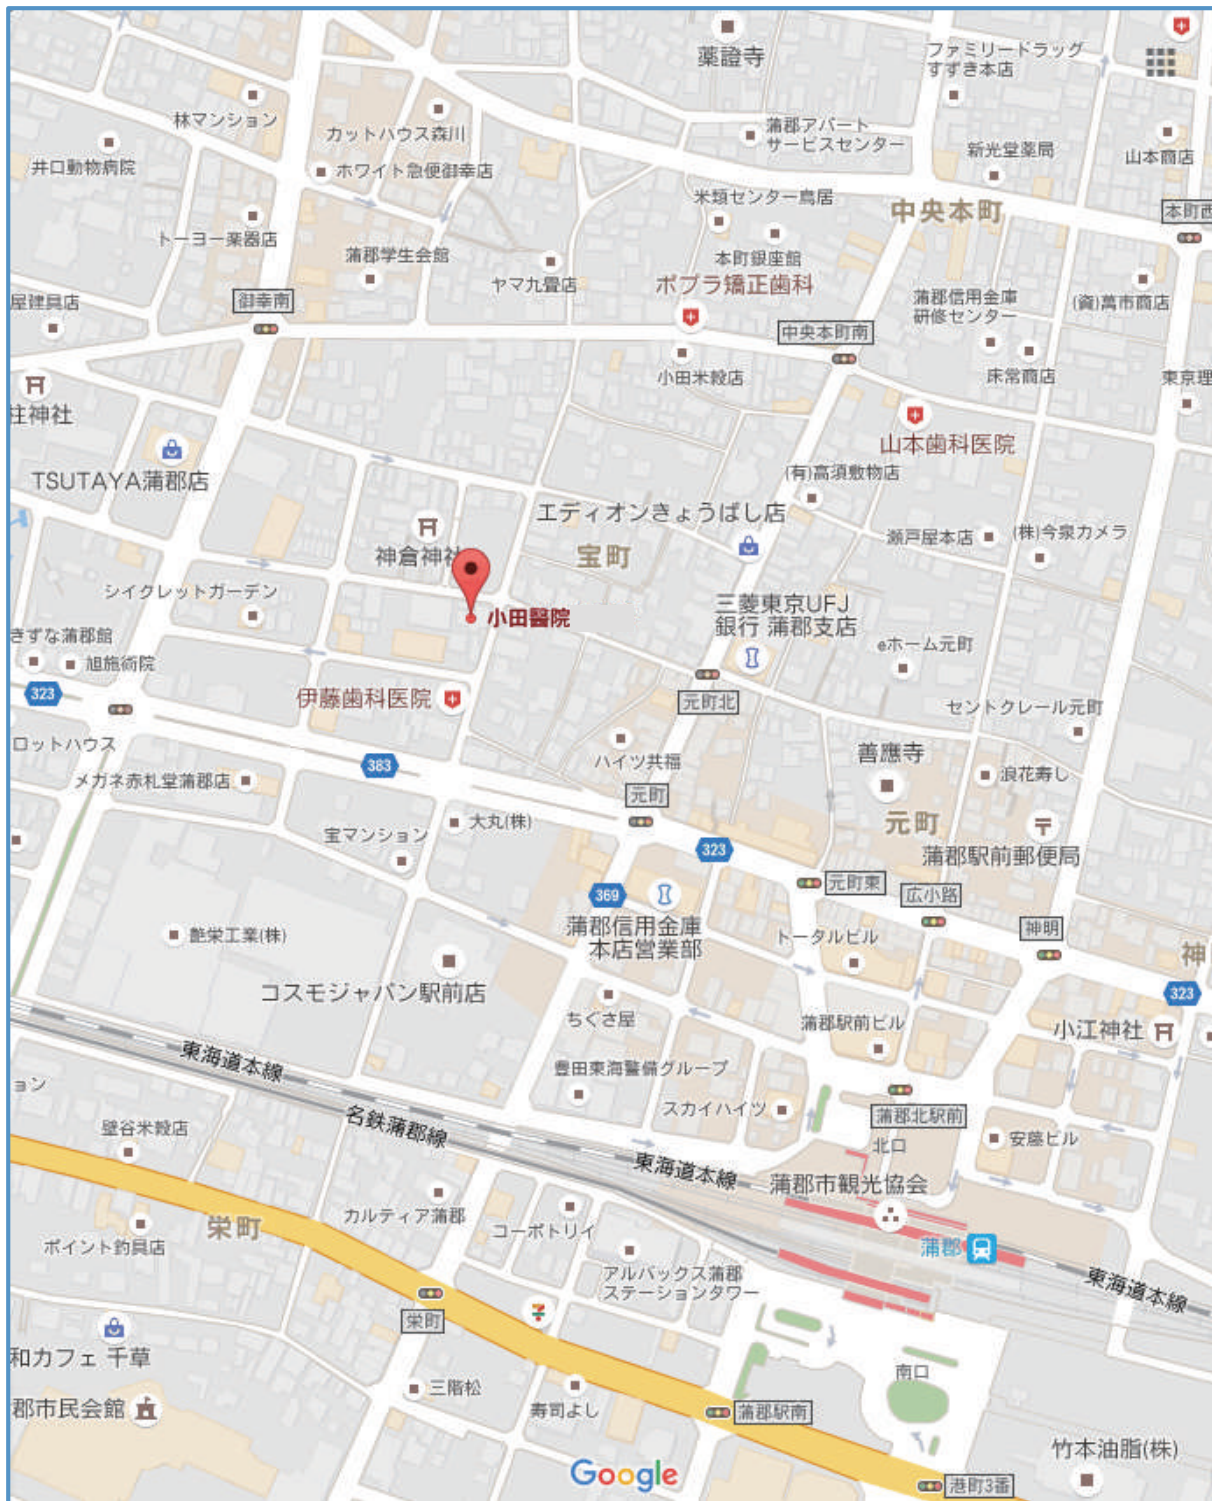 薬證寺
ファミリードラッグ
すずき本店
林マンション
カットハウス森川
蒲郡アパート
サービスセンター
新光堂薬局
山本商店
井口動物病院
ホワイト急便御幸店
米類センター鳥居
中央本町
本町西
トーヨー楽器店
蒲郡学生会館
ヤマ九畳店
本町銀座館
ポプラ矯正歯科
屋建具店
御幸南
蒲郡信用金庫
研修センター
(資)萬市商店
中央本町南
小田米穀店
床常商店
東京理
柱神社
山本歯科医院
TSUTAYA蒲郡店
(有)高須敷物店
エディオンきょうばし店
瀬戸屋本店
(株)今泉カメラ
神倉神社
宝町
シイクレットガーデン
小田醫院
三菱東京UFJ
銀行 蒲郡支店
きずな蒲郡館
旭施術院
eホーム元町
323
伊藤歯科医院
元町北
セントクレール元町
ロットハウス
383
ハイツ共福
善應寺
メガネ赤札堂蒲郡店
浪花寿し
元町
大丸(株)
宝マンション
元町
323
蒲郡駅前郵便局
369
元町東
広小路
蒲郡信用金庫
本店営業部
トータルビル
神明
艶栄工業(株)
神
コスモジャパン駅前店
323
ちぐさ屋
蒲郡駅前ビル
小江神社
東海道本線
豊田東海警備グループ
ョン
名鉄蒲郡線
スカイハイツ
蒲郡北駅前
壁谷米穀店
北口
安藤ビル
東海道本線
蒲郡市観光協会
カルティア蒲郡
コーポトリイ
栄町
ポイント釣具店
蒲郡
アルバックス蒲郡
ステーションタワー
東海道本線
栄町
和カフェ 千草
南口
三階松
郡市民会館
寿司よし
蒲郡駅南
竹本油脂(株)
Google
港町3番